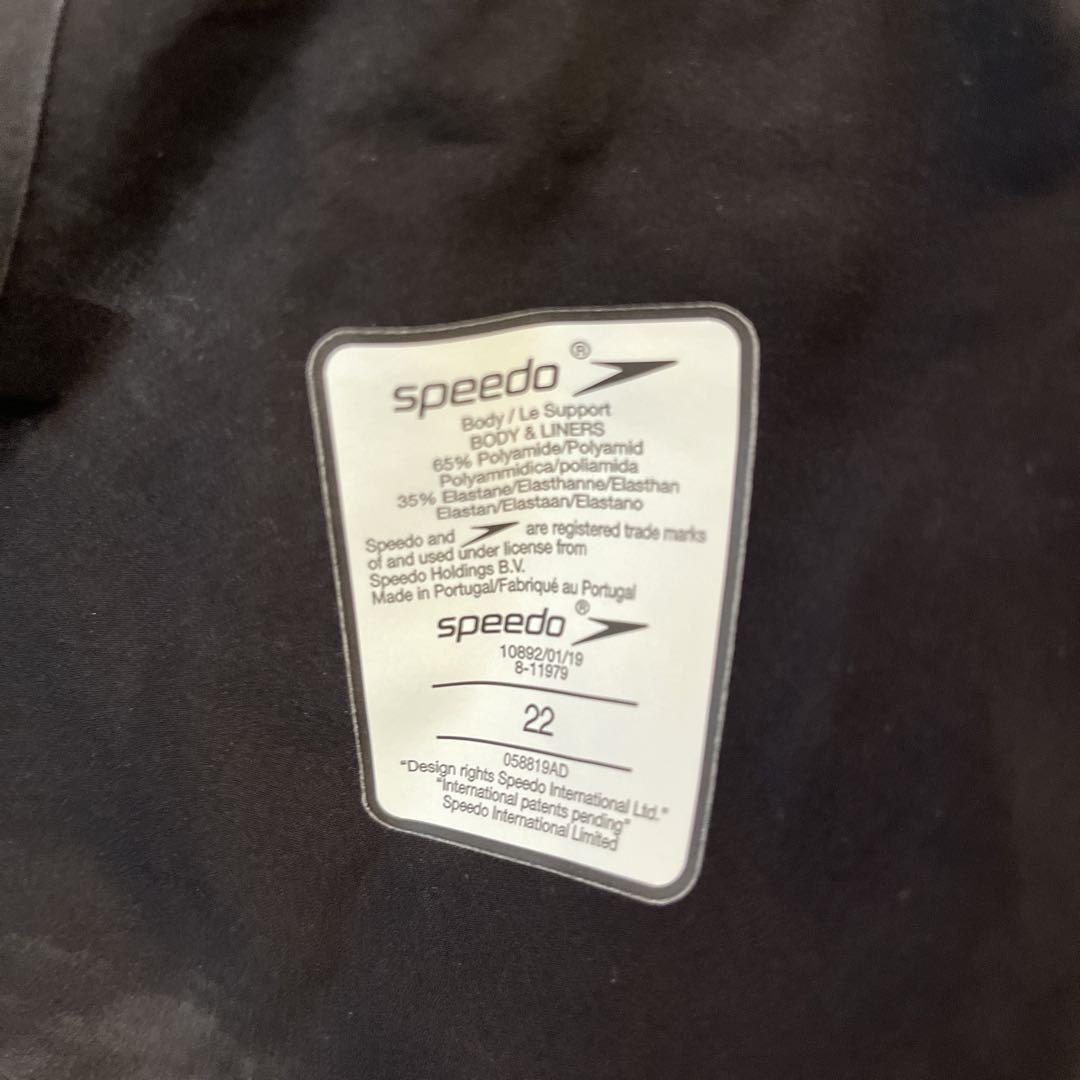 speedo®
Body / Le Support
BODY & LINERS
65% Polyamide/Polyamid
Polyammidica/poliamida
35% Elastane/Elasthanne/Elasthan
Elastan/Elastaan/Elastano
Speedo and are registered trade marks
of and used under license from
Speedo Holdings B.V.
Made in Portugal/Fabriqué au Portugal
speedo®
10892/01/19
8-11979
22
058819AD
"Design rights Speedo International Ltd."
"International patents pending"
Speedo International Limited